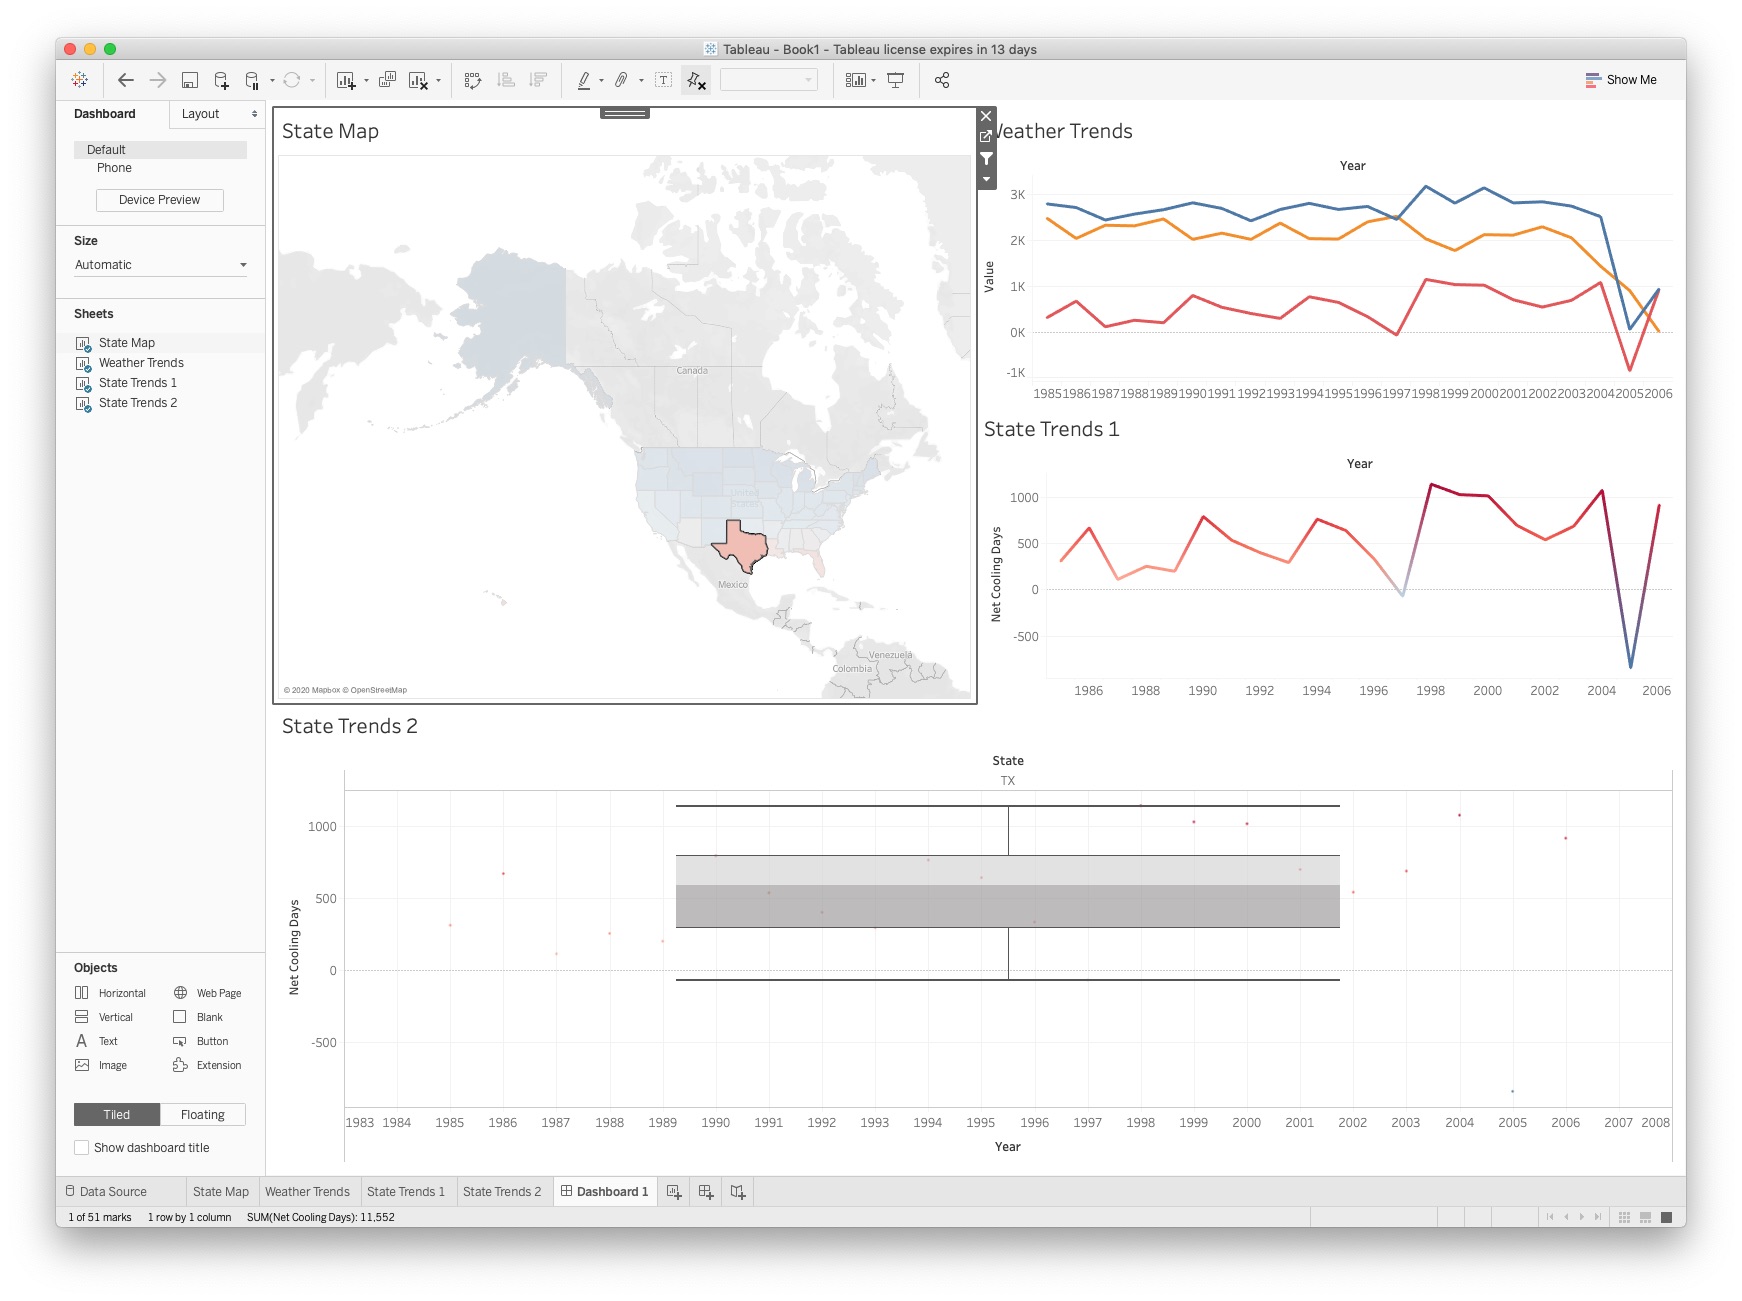 Tableau - Book1 - Tableau license expires in 13 days
Show Me
Dashboard
Layout
Default
Phone
Device Preview
Size
Automatic
Sheets
State Map
Weather Trends
State Trends 1
State Trends 2
Objects
Horizontal
Web Page
Vertical
Blank
A Text
Button
Image
Extension
Tiled
Floating
Show dashboard title
State Map
Canada
United States
Mexico
Venezuela
Colombia
© 2020 Mapbox © OpenStreetMap
Weather Trends
Year
3K
2K
1K
0K
-1K
Value
1985 1986 1987 1988 1989 1990 1991 1992 1993 1994 1995 1996 1997 1998 1999 2000 2001 2002 2003 2004 2005 2006
State Trends 1
Year
1000
500
0
-500
Net Cooling Days
1986 1988 1990 1992 1994 1996 1998 2000 2002 2004 2006
State Trends 2
State
TX
1000
500
0
-500
Net Cooling Days
1983 1984 1985 1986 1987 1988 1989 1990 1991 1992 1993 1994 1995 1996 1997 1998 1999 2000 2001 2002 2003 2004 2005 2006 2007 2008
Year
Data Source
State Map
Weather Trends
State Trends 1
State Trends 2
Dashboard 1
1 of 51 marks
1 row by 1 column
SUM(Net Cooling Days): 11,552